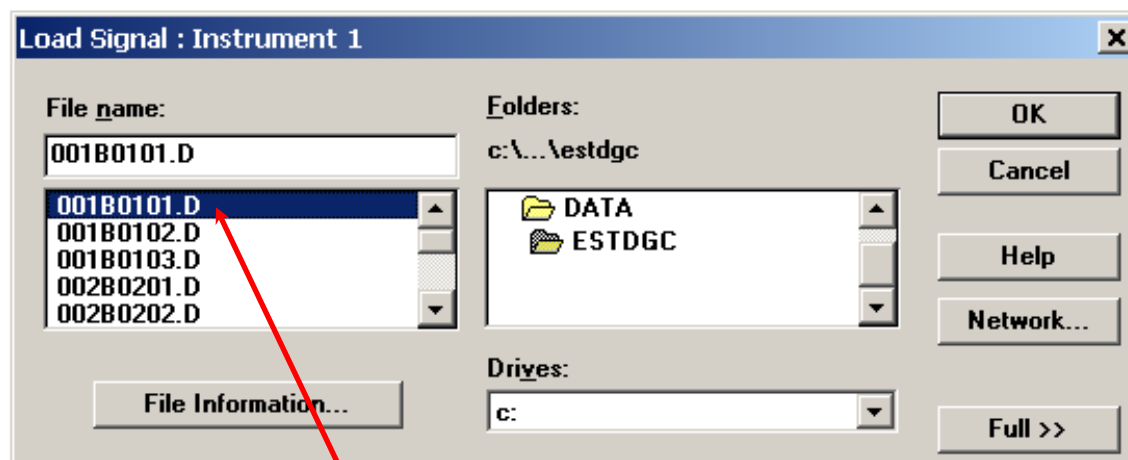 Load Signal : Instrument 1
File name:
001B0101.D
001B0101.D
001B0102.D
001B0103.D
002B0201.D
002B0202.D
File Information...
Folders:
c:\...\estdgc
DATA
ESTDGC
Drives:
c:
OK
Cancel
Help
Network...
Full >>